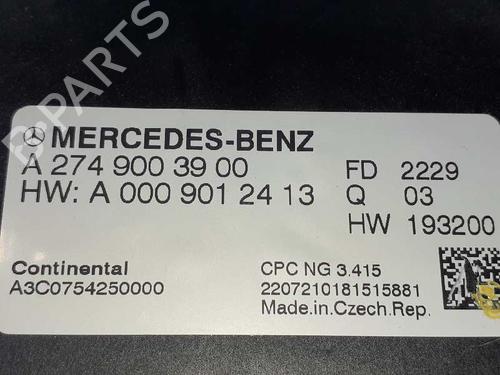 MERCEDES-BENZ
A 274 900 39 00 FD 2229
HW: A 000 901 24 13 Q 03
HW 193200
Continental CPC NG 3.415
A3C0754250000 2207210181515881
Made.in.Czech.Rep.
B-PARTS